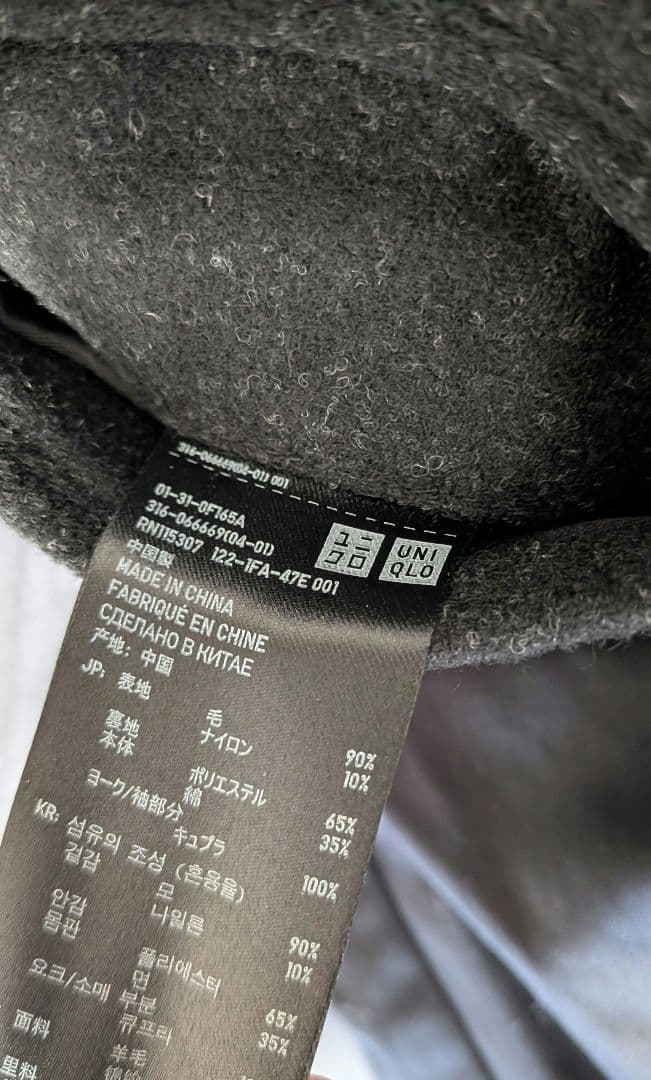 316-066669(04-01) 001
01-31-0F165A
316-066669(04-01)
RN115307 122-1FA-47E 001
ユニ
クロ
UNI
QLO
中国製
MADE IN CHINA
FABRIQUÉ EN CHINE
СДЕЛАНО В КИТАЕ
产地: 中国
JP: 表地
毛 90%
ナイロン 10%
裏地
本体
ポリエステル 65%
綿 35%
ヨーク/袖部分
キュプラ 100%
KR: 섬유의 조성 (혼용율)
겉감
모 90%
나일론 10%
안감
몸판
폴리에스터 65%
면 35%
요크/소매 부분
큐프라
面料
羊毛
里料